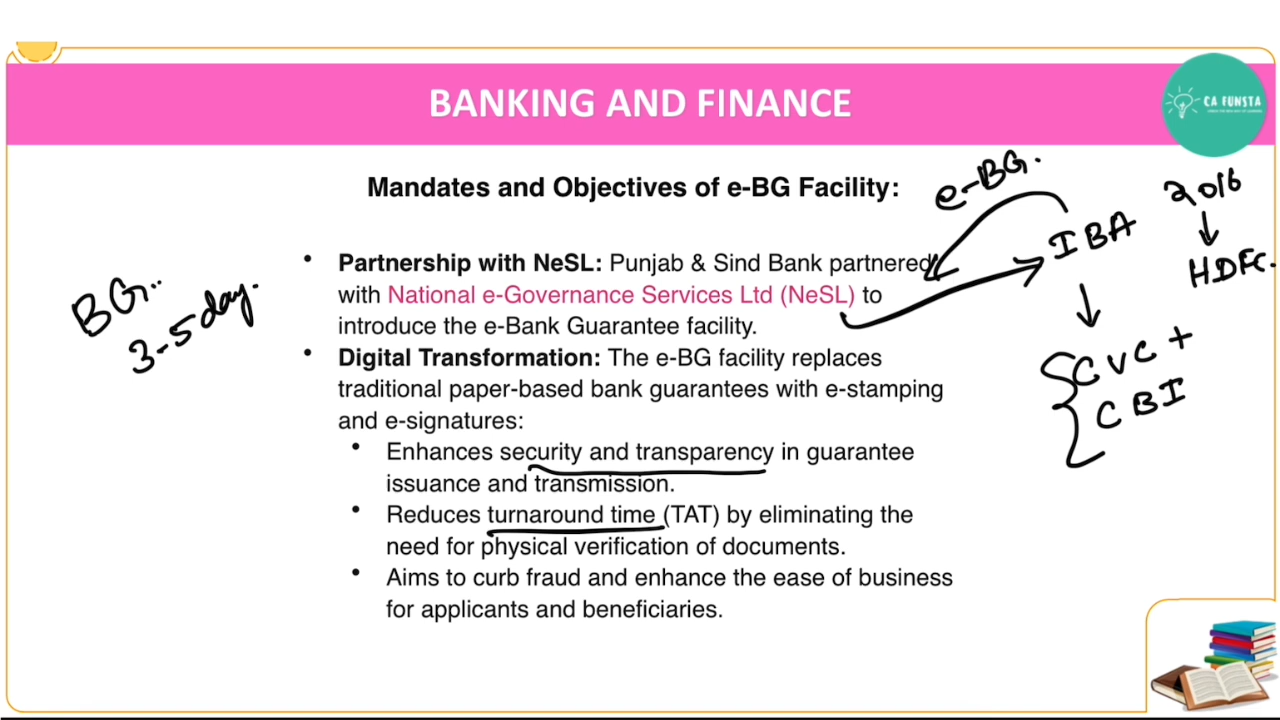 BANKING AND FINANCE
CA FUNSTA
Mandates and Objectives of e-BG Facility:
e-BG.
2016
IBA
HDFC.
BG..
3-5 day.
• Partnership with NeSL: Punjab & Sind Bank partnered
with National e-Governance Services Ltd (NeSL) to
introduce the e-Bank Guarantee facility.
• Digital Transformation: The e-BG facility replaces
traditional paper-based bank guarantees with e-stamping
and e-signatures:
CVC +
CBI
• Enhances security and transparency in guarantee
issuance and transmission.
• Reduces turnaround time (TAT) by eliminating the
need for physical verification of documents.
• Aims to curb fraud and enhance the ease of business
for applicants and beneficiaries.